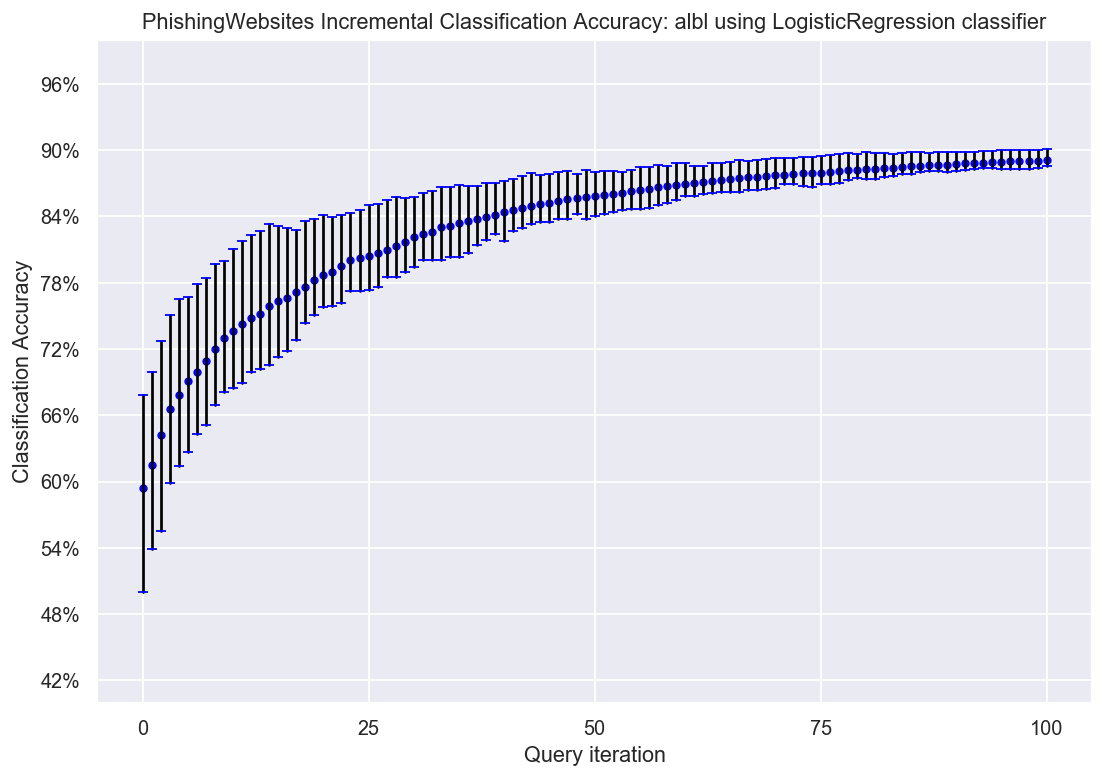 PhishingWebsites Incremental Classification Accuracy: albl using LogisticRegression classifier
96%
90%
84%
78%
72%
66%
60%
54%
48%
42%
Classification Accuracy
0 25 50 75 100
Query iteration